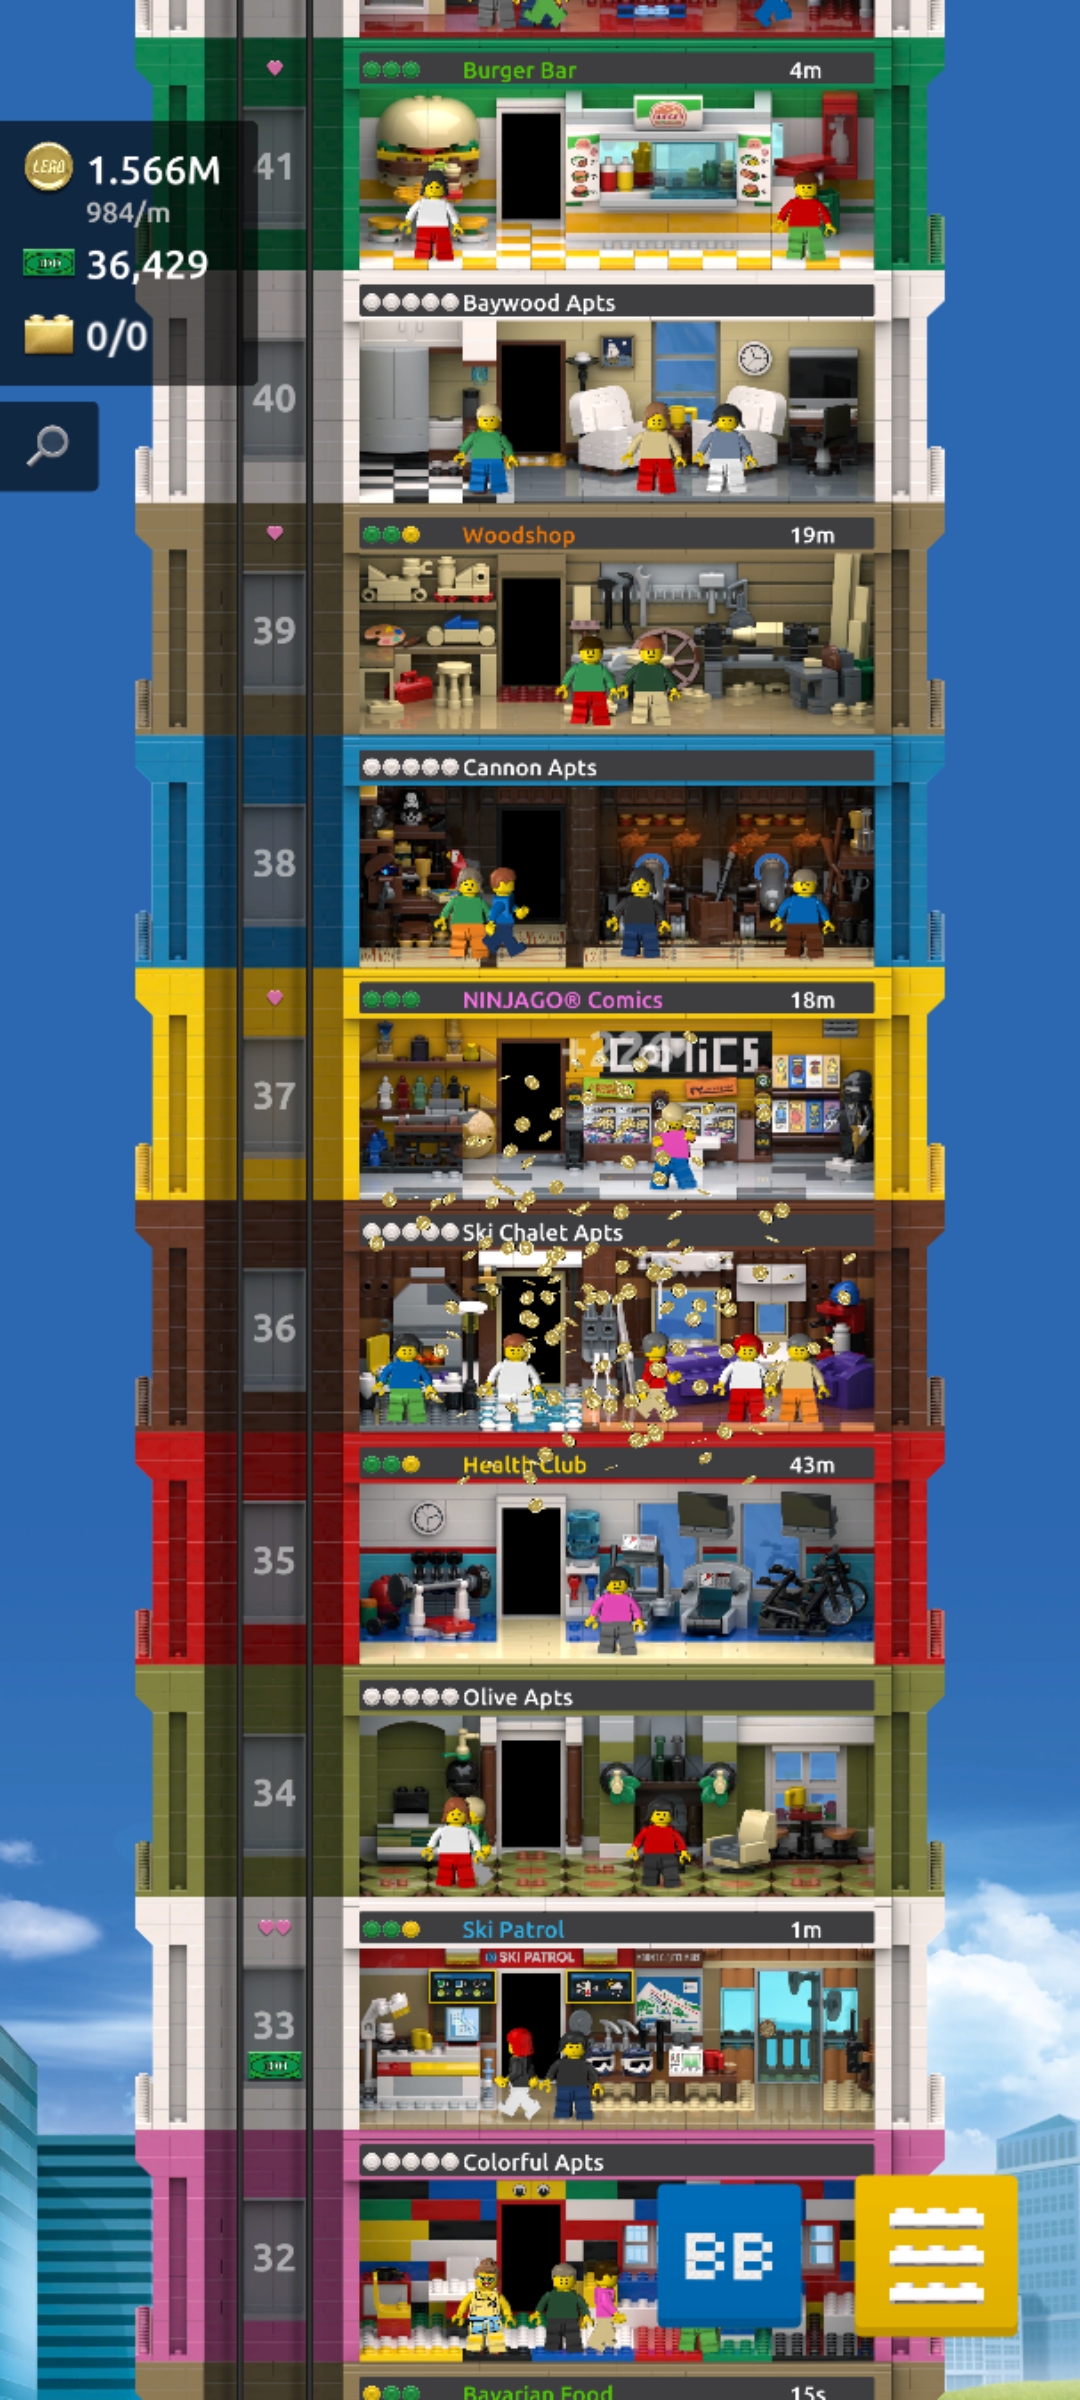 Burger Bar 4m
41
LEGO 1.566M
984/m
36,429
0/0
Baywood Apts
40
Woodshop 19m
39
Cannon Apts
38
NINJAGO® Comics 18m
COMiCS
37
Ski Chalet Apts
36
Health Club 43m
35
Olive Apts
34
Ski Patrol 1m
SKI PATROL
33
Colorful Apts
32
BB
Bavarian Food 15s